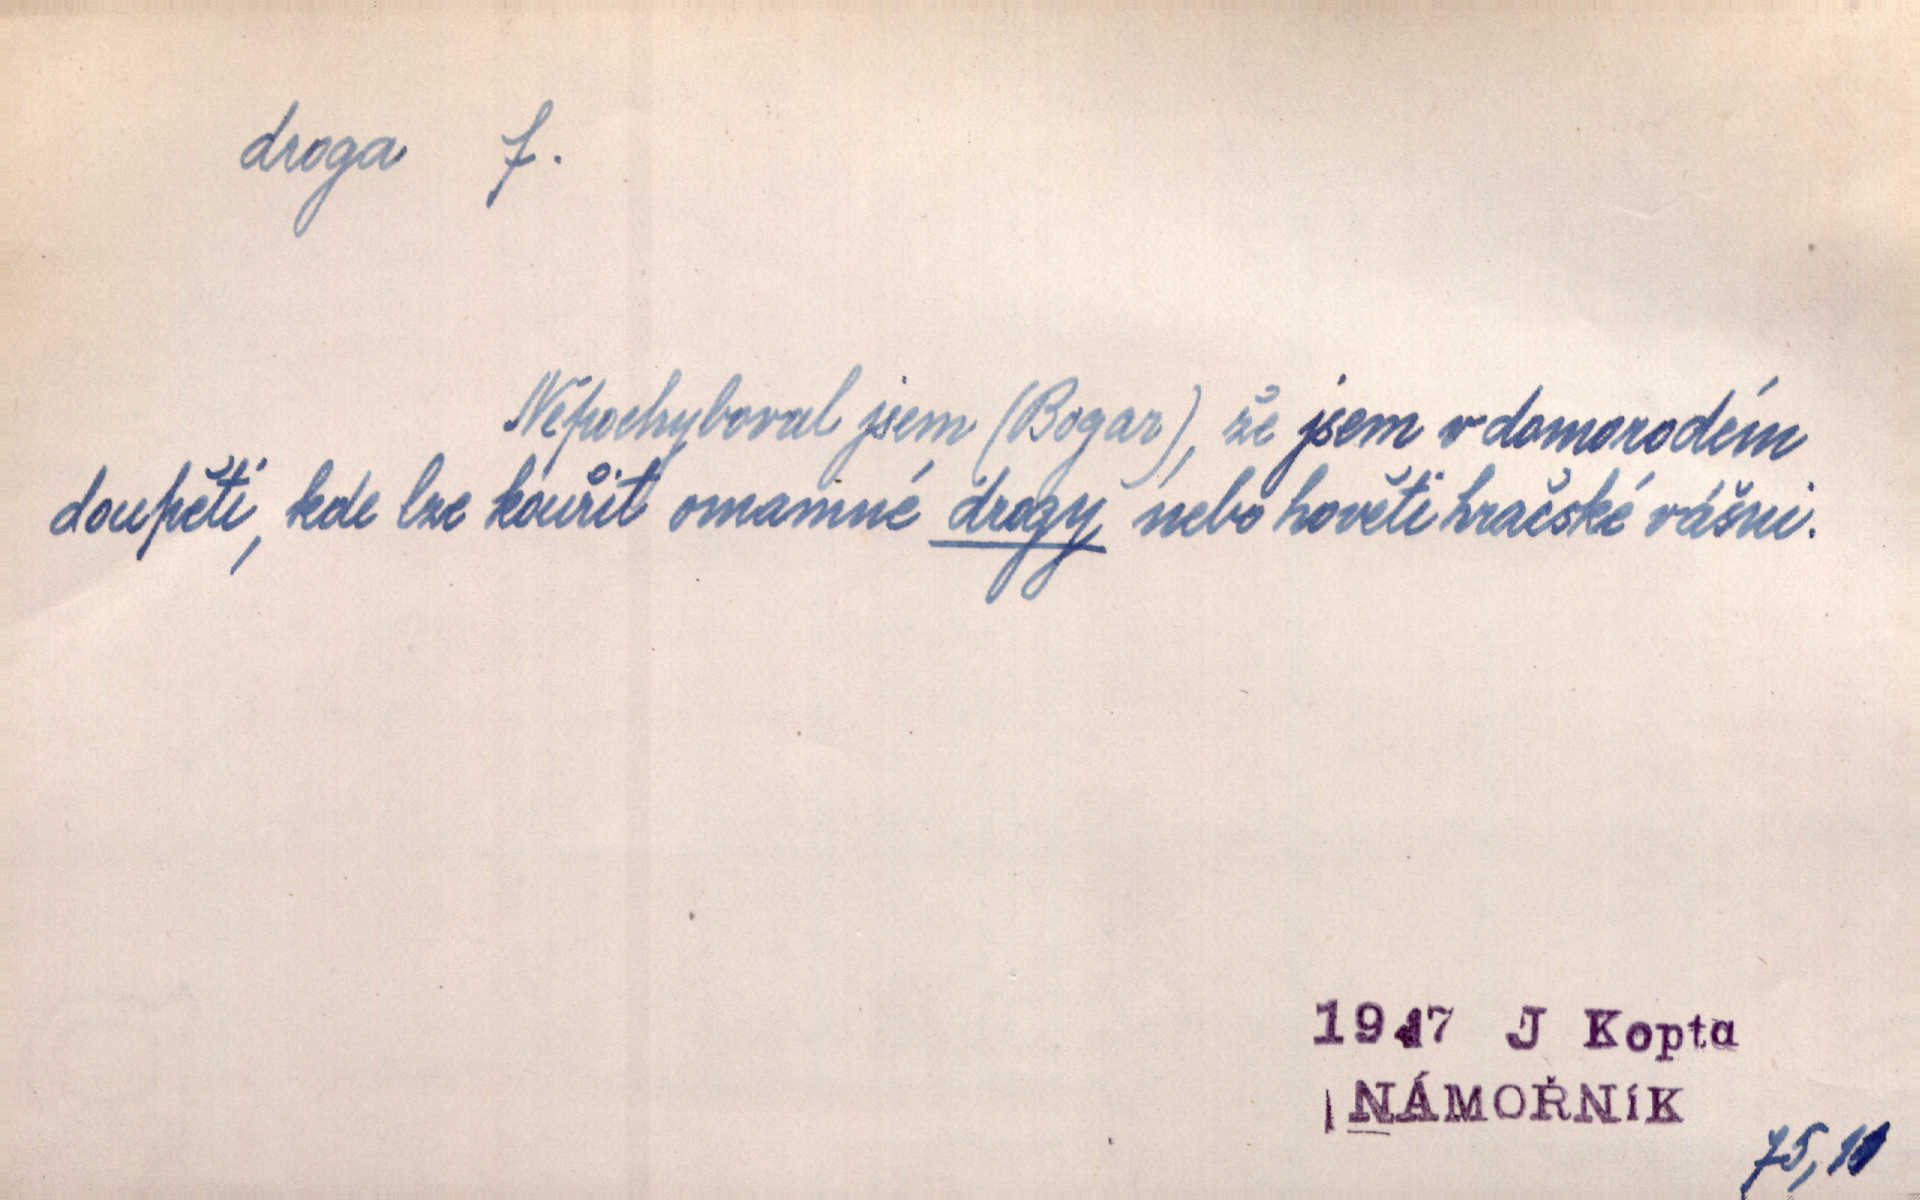 droga f.
Nepochyboval jsem (Bogar), že jsem v domorodém
doupěti, kde lze kouřit omamné drogy nebo hověti hračské vášni.
1947 J Kopta
NÁMOŘNÍK
75,